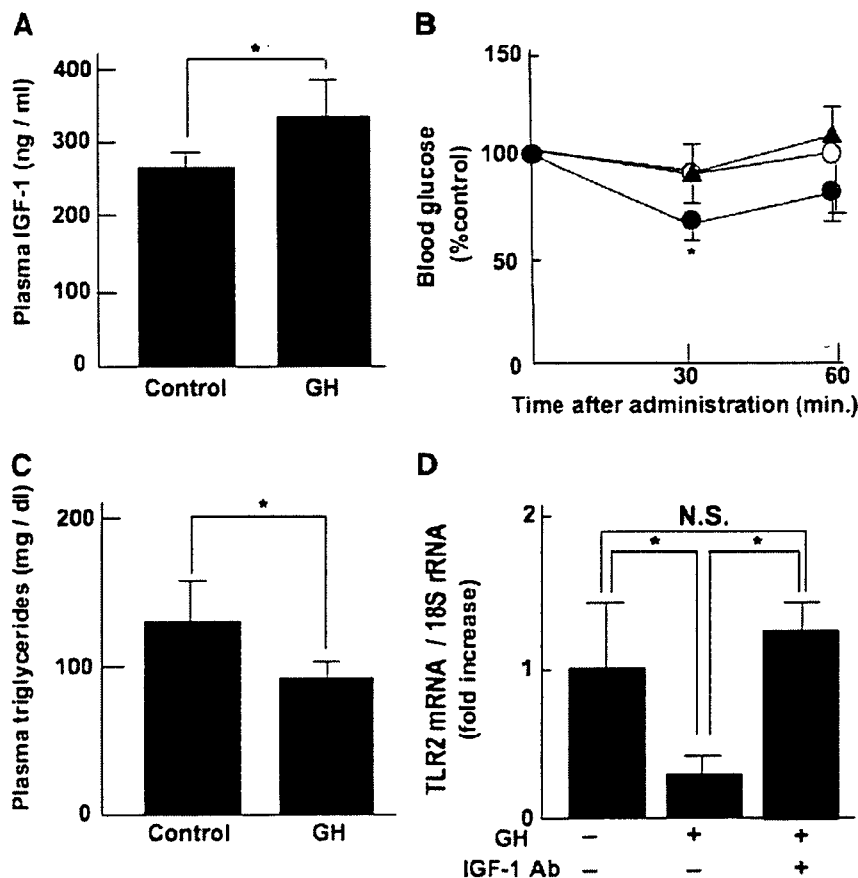 A
Plasma IGF-1 (ng / ml)
400
300
200
100
0
*
Control
GH
B
Blood glucose
(%control)
150
100
50
0
*
30
60
Time after administration (min.)
C
Plasma triglycerides (mg / dl)
200
100
0
*
Control
GH
D
TLR2 mRNA / 18S rRNA
(fold increase)
2
1
0
N.S.
*
*
GH − + +
IGF-1 Ab − − +